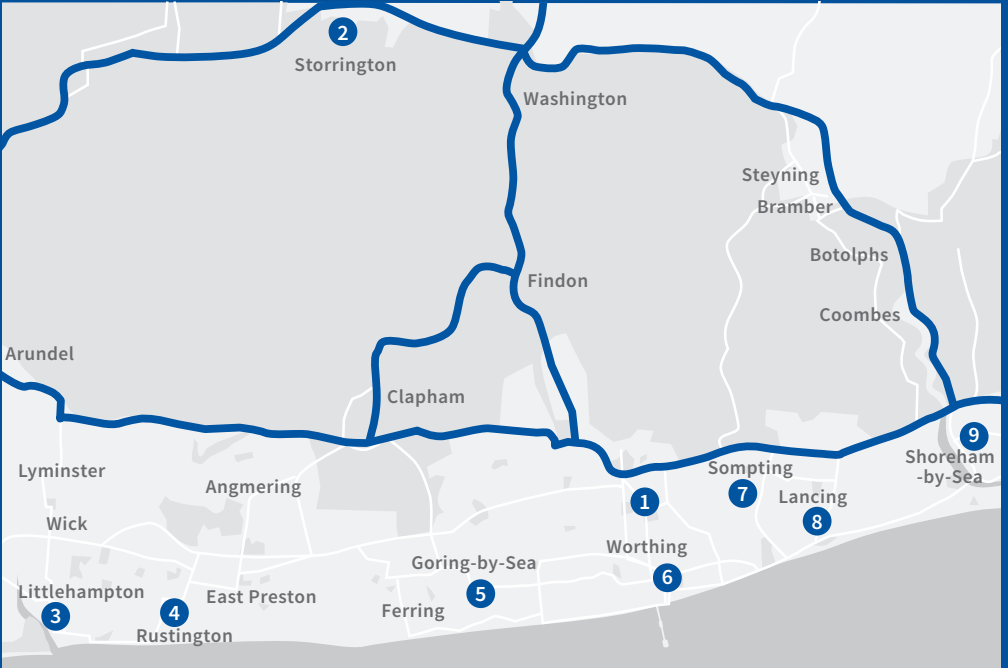 2
Storrington
Washington
Steyning
Bramber
Botolphs
Findon
Coombes
Arundel
Clapham
9
Shoreham
-by-Sea
Lyminster
Sompting
Angmering
7
Lancing
1
8
Wick
Worthing
Goring-by-Sea
6
Littlehampton
5
East Preston
3
4
Ferring
Rustington